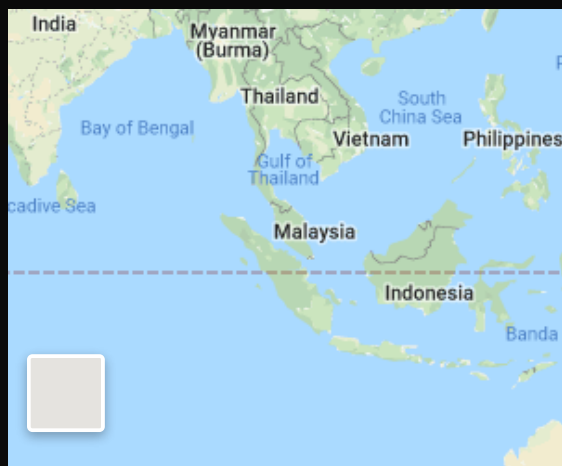 India
Myanmar
(Burma)
Thailand
South
China Sea
Bay of Bengal
Vietnam
Philippines
Gulf of
Thailand
cadive Sea
Malaysia
Indonesia
Banda